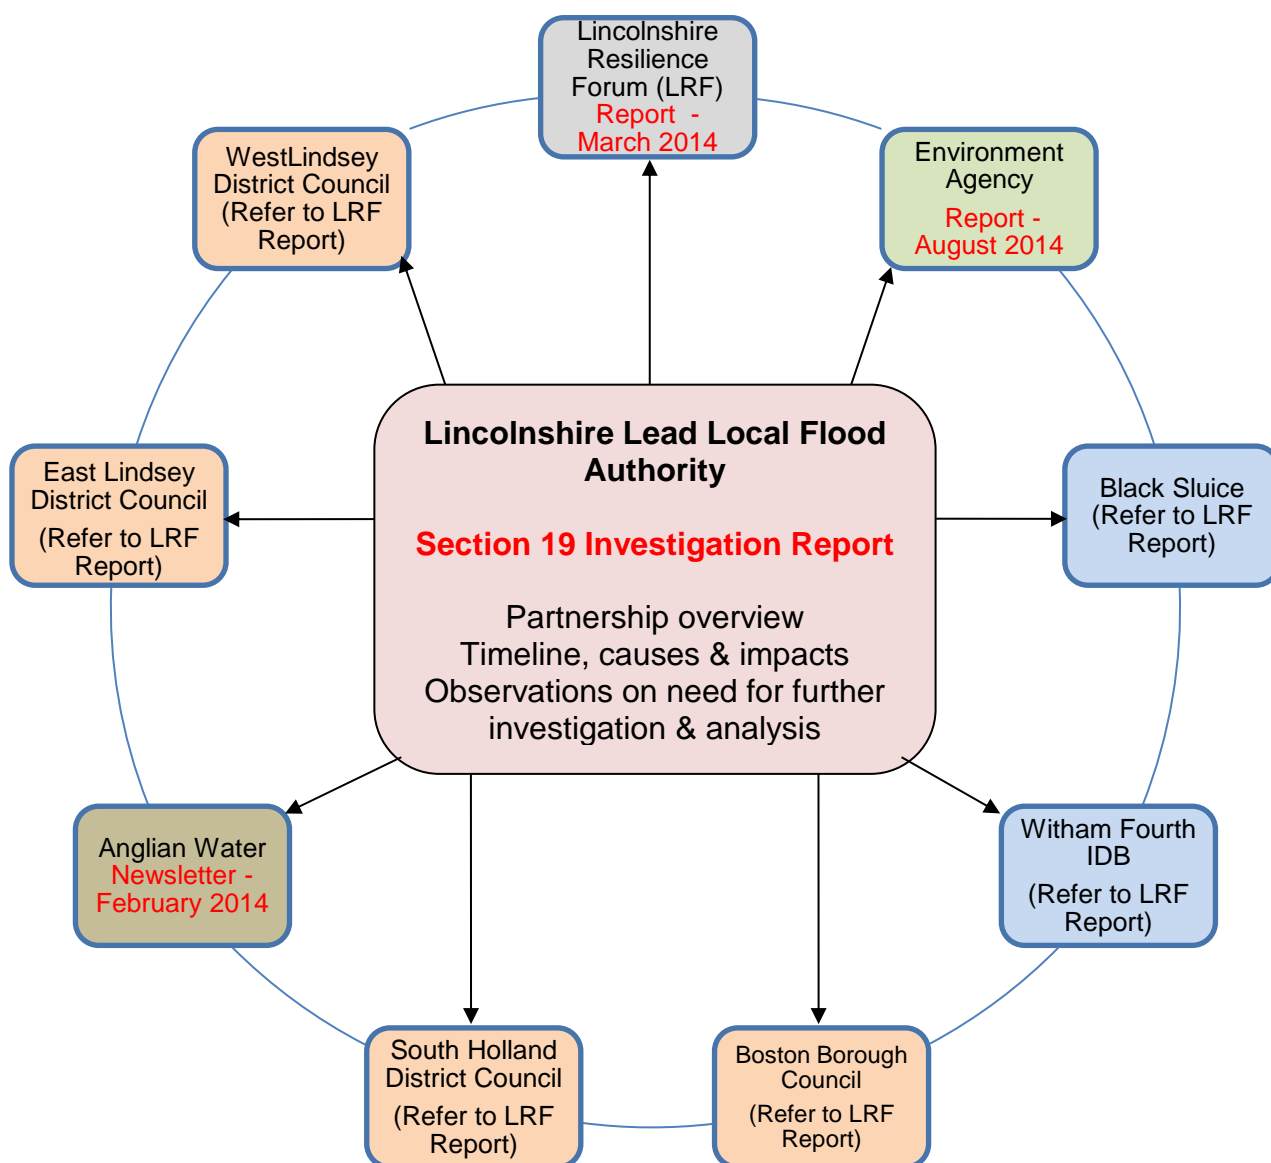 Lincolnshire
Resilience
Forum (LRF)
Report -
March 2014
Environment
Agency
Report -
August 2014
Black Sluice
(Refer to LRF
Report)
Witham Fourth
IDB
(Refer to LRF
Report)
Boston Borough
Council
(Refer to LRF
Report)
South Holland
District Council
(Refer to LRF
Report)
Anglian Water
Newsletter -
February 2014
East Lindsey
District Council
(Refer to LRF
Report)
WestLindsey
District Council
(Refer to LRF
Report)
Lincolnshire Lead Local Flood
Authority
Section 19 Investigation Report
Partnership overview
Timeline, causes & impacts
Observations on need for further
investigation & analysis